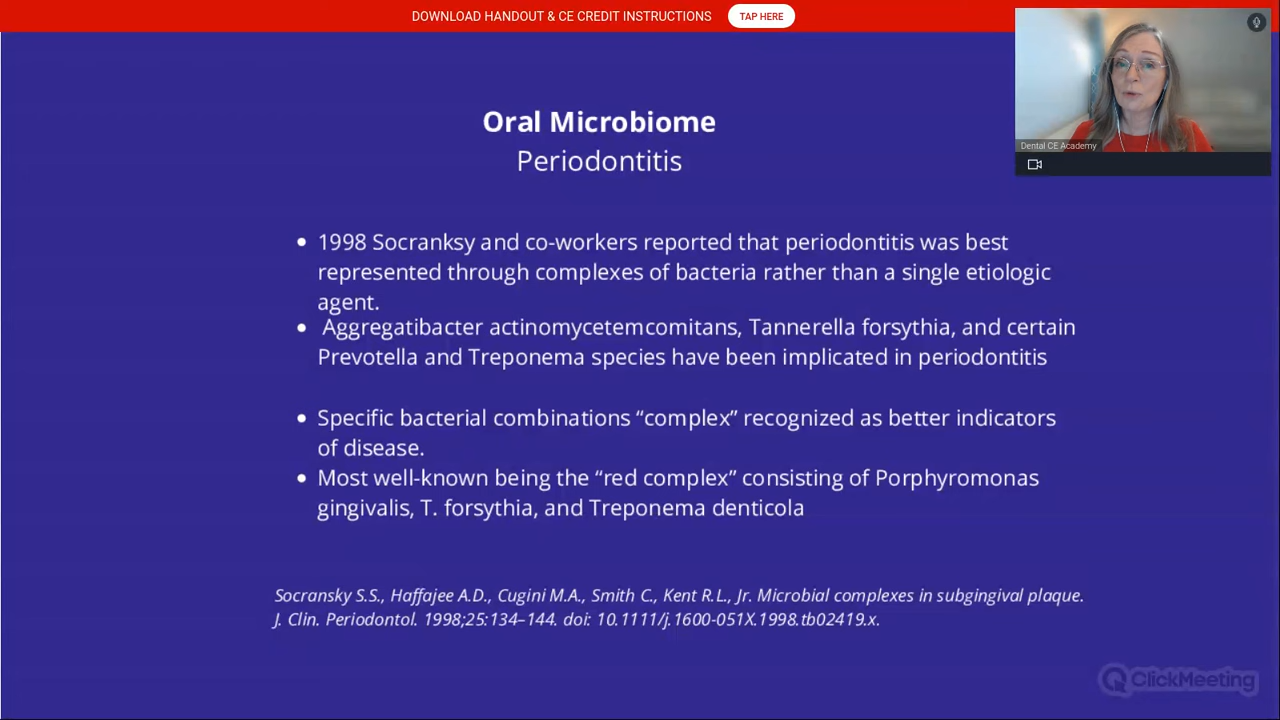 DOWNLOAD HANDOUT & CE CREDIT INSTRUCTIONS TAP HERE
Dental CE Academy
Oral Microbiome
Periodontitis
• 1998 Socranksy and co-workers reported that periodontitis was best
represented through complexes of bacteria rather than a single etiologic
agent.
• Aggregatibacter actinomycetemcomitans, Tannerella forsythia, and certain
Prevotella and Treponema species have been implicated in periodontitis
• Specific bacterial combinations “complex” recognized as better indicators
of disease.
• Most well-known being the “red complex” consisting of Porphyromonas
gingivalis, T. forsythia, and Treponema denticola
Socransky S.S., Haffajee A.D., Cugini M.A., Smith C., Kent R.L., Jr. Microbial complexes in subgingival plaque.
J. Clin. Periodontol. 1998;25:134–144. doi: 10.1111/j.1600-051X.1998.tb02419.x.
ClickMeeting